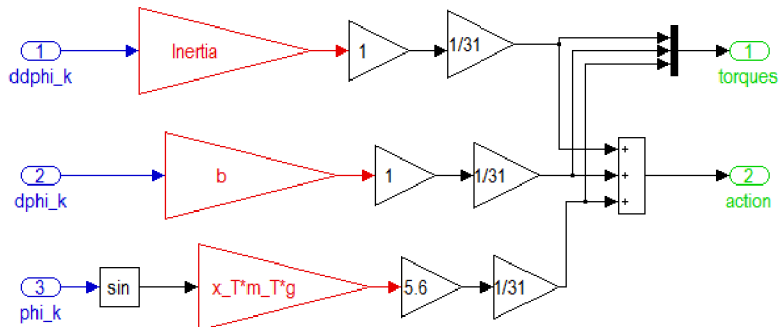 1 Inertia 1 1/31 1
ddphi_k torques
2 b 1 1/31 + + + 2
dphi_k action
3 sin x_T*m_T*g 5.6 1/31
phi_k